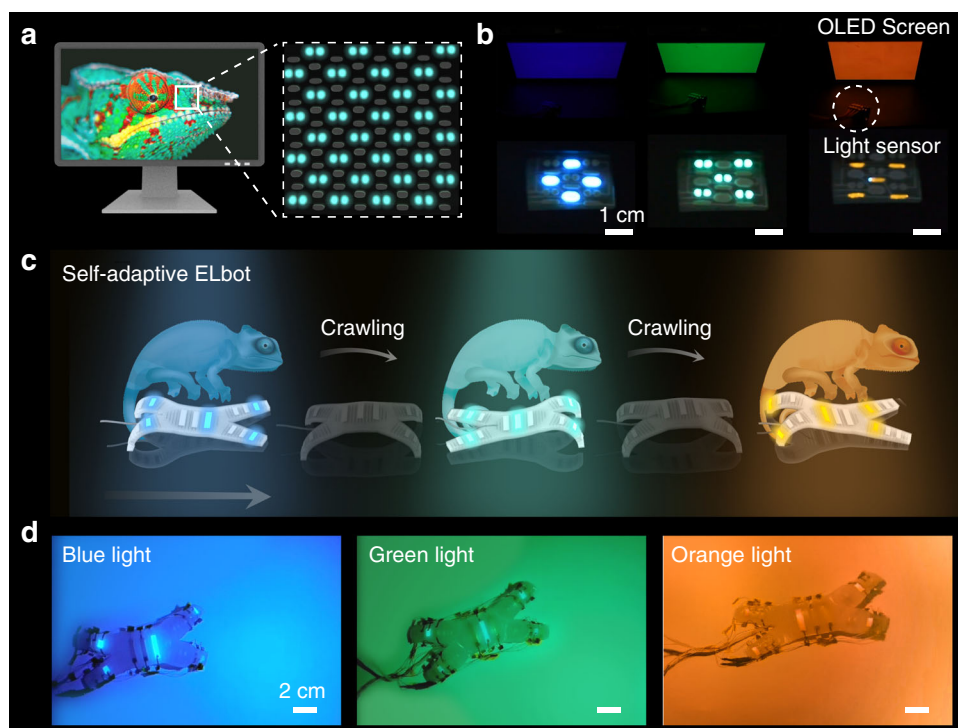 a
b
OLED Screen
Light sensor
1 cm
c
Self-adaptive ELbot
Crawling
Crawling
d
Blue light
Green light
Orange light
2 cm